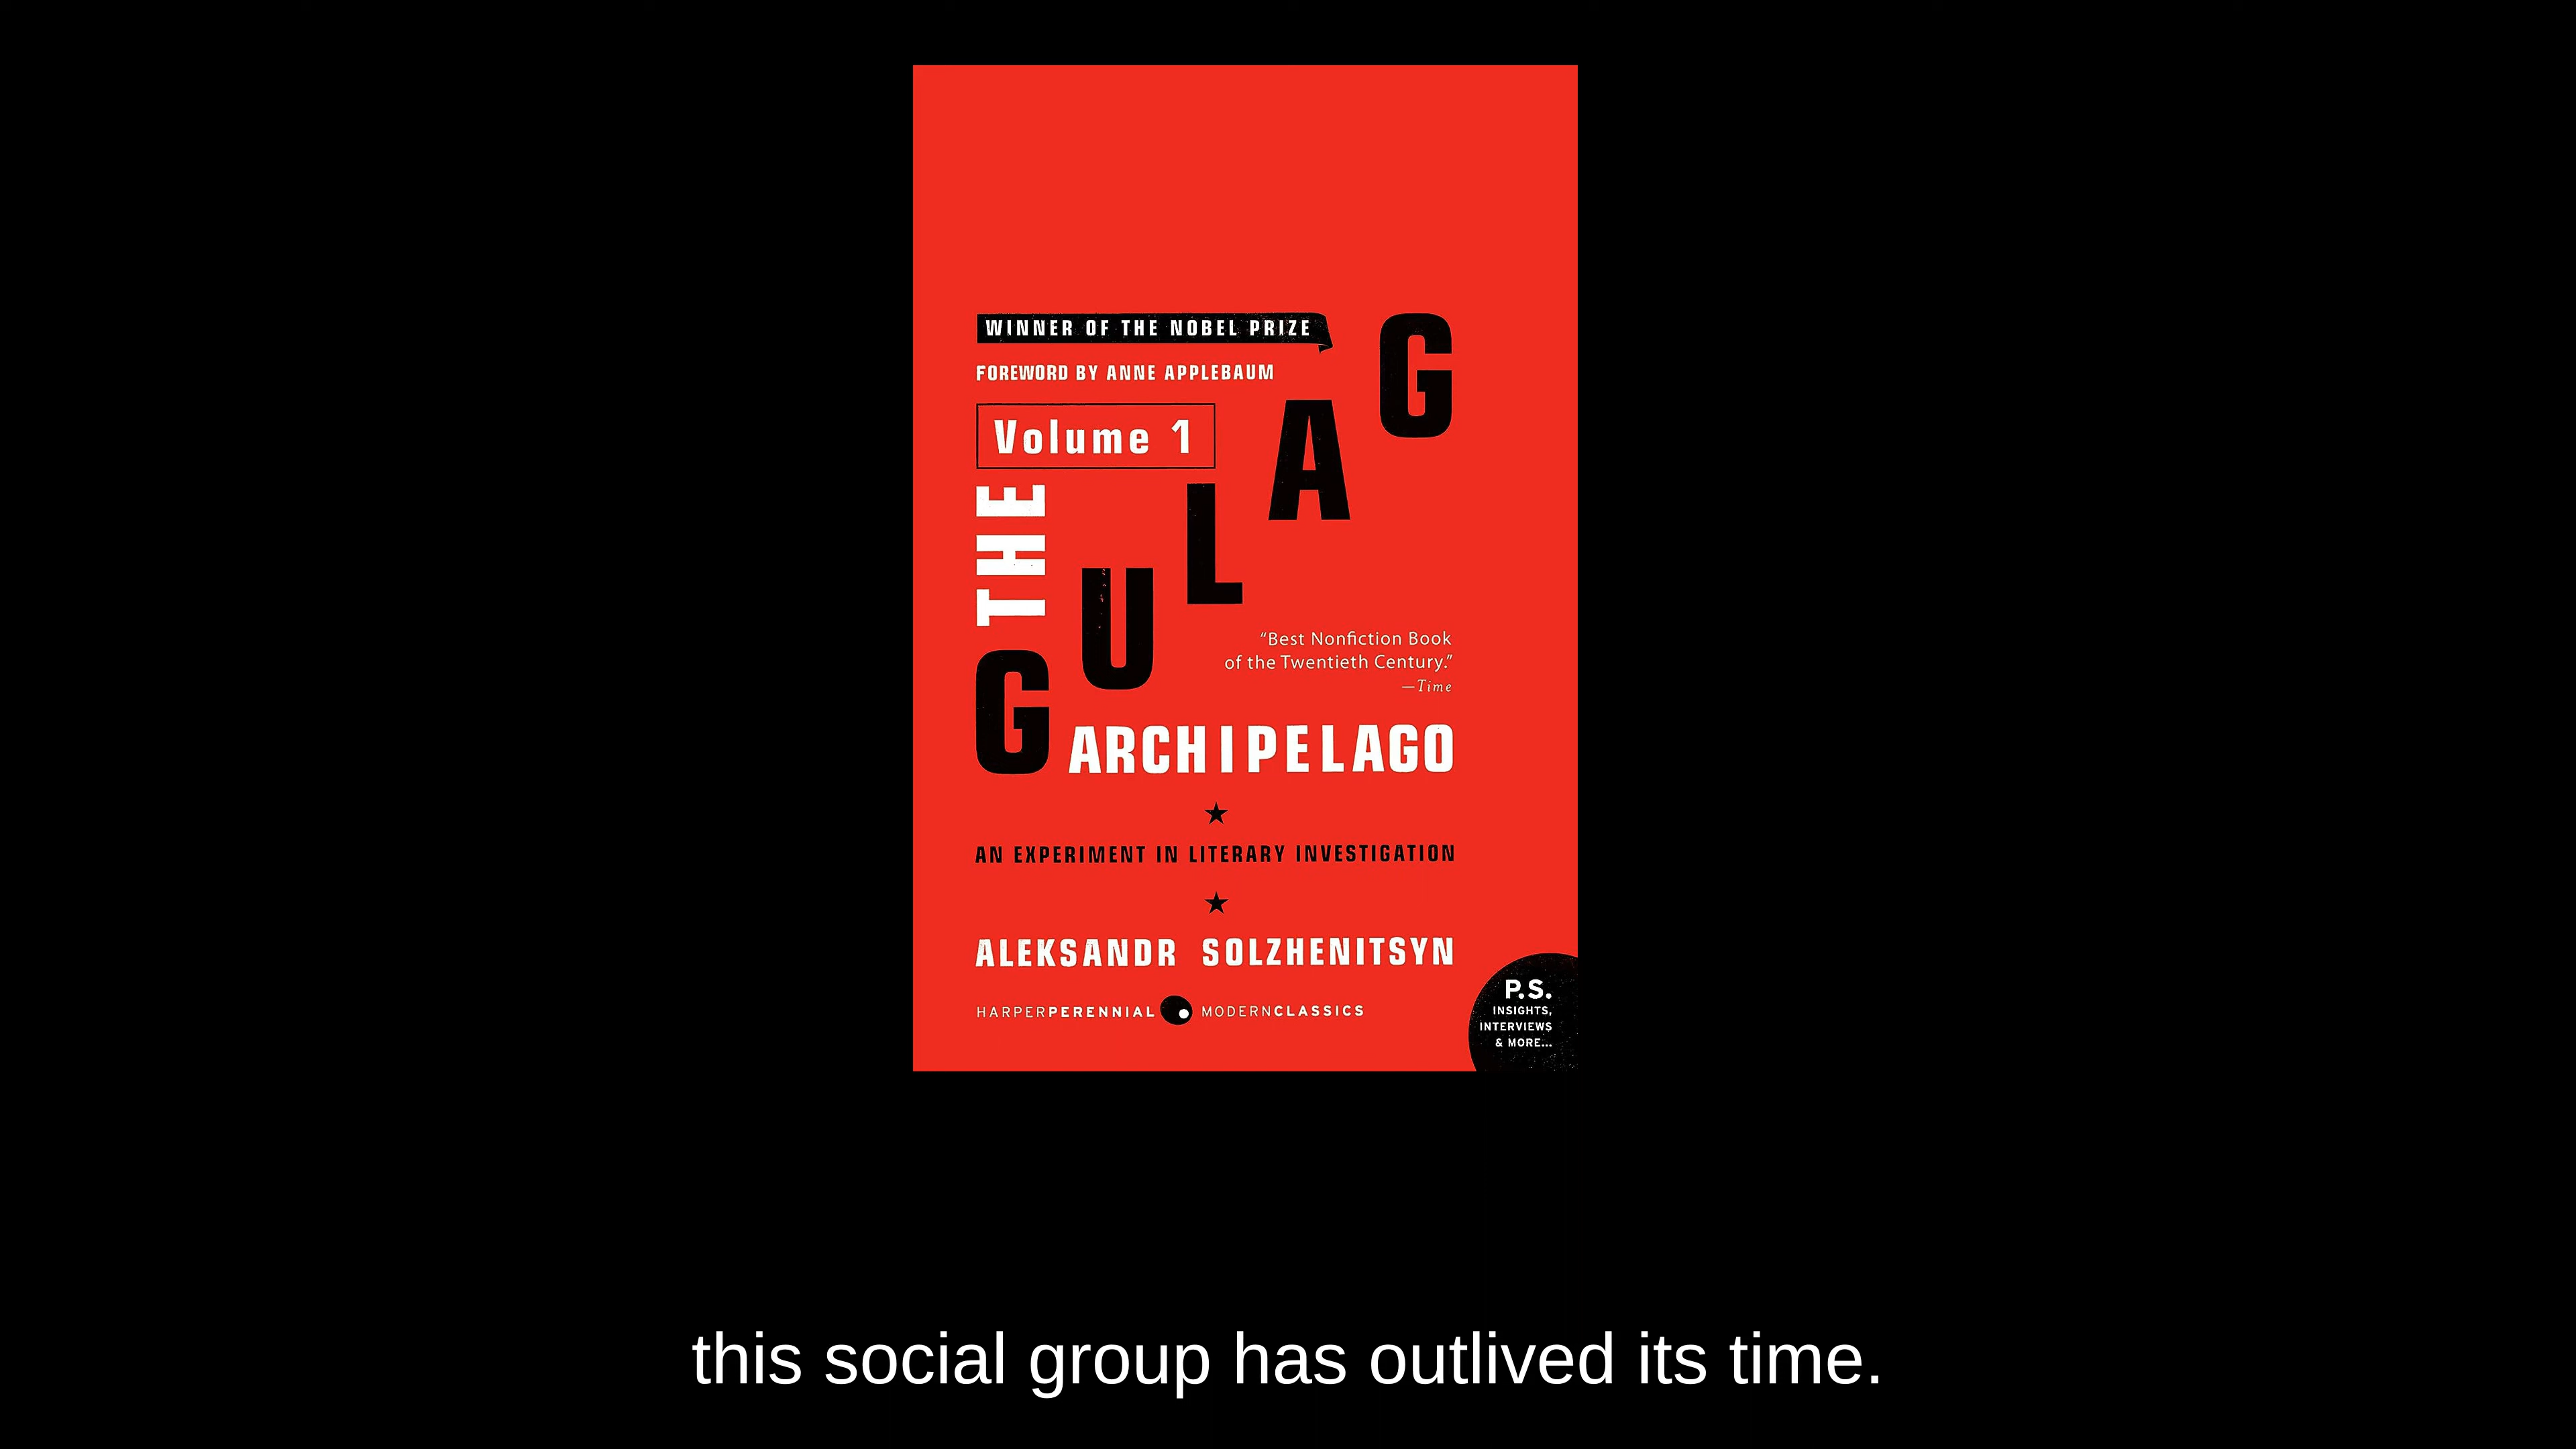 WINNER OF THE NOBEL PRIZE
FOREWORD BY ANNE APPLEBAUM
Volume 1
THE
GULAG
"Best Nonfiction Book
of the Twentieth Century."
—Time
ARCHIPELAGO
AN EXPERIMENT IN LITERARY INVESTIGATION
ALEKSANDR SOLZHENITSYN
HARPERPERENNIAL MODERNCLASSICS
P.S.
INSIGHTS,
INTERVIEWS
& MORE...
this social group has outlived its time.